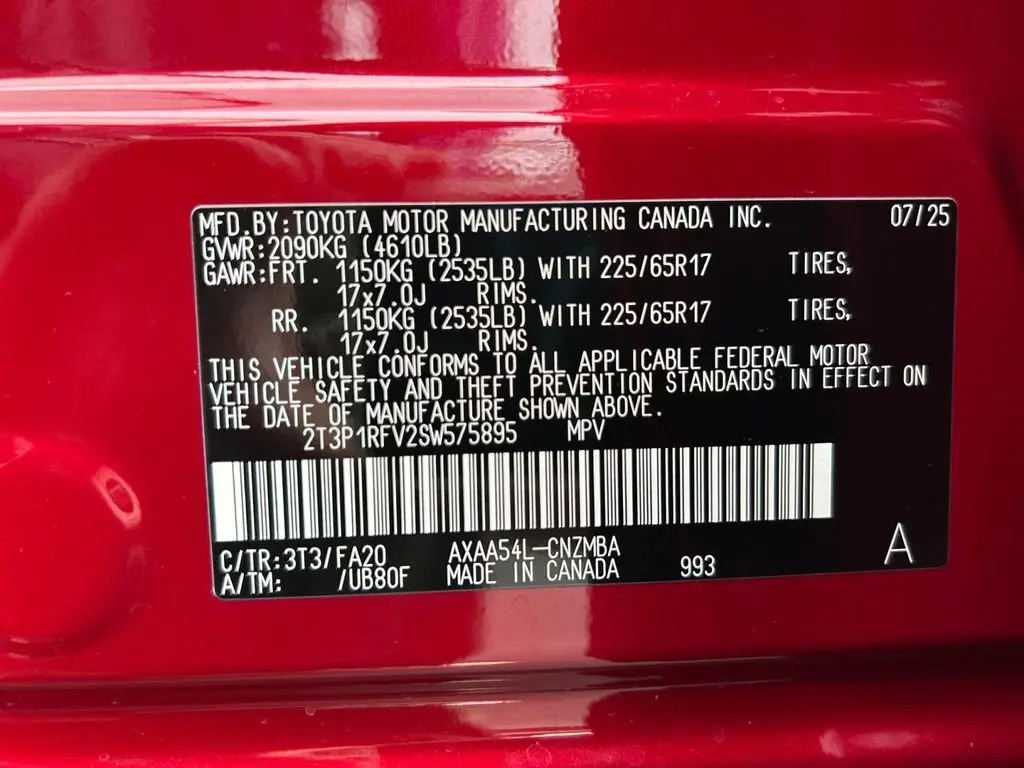 MFD.BY:TOYOTA MOTOR MANUFACTURING CANADA INC. 07/25
GVWR:2090KG (4610LB)
GAWR:FRT. 1150KG (2535LB) WITH 225/65R17 TIRES,
17x7.0J RIMS.
RR. 1150KG (2535LB) WITH 225/65R17 TIRES,
17x7.0J RIMS.
THIS VEHICLE CONFORMS TO ALL APPLICABLE FEDERAL MOTOR
VEHICLE SAFETY AND THEFT PREVENTION STANDARDS IN EFFECT ON
THE DATE OF MANUFACTURE SHOWN ABOVE.
2T3P1RFV2SW575895 MPV
C/TR:3T3/FA20 AXAA54L-CNZMBA A
A/TM: /UB80F MADE IN CANADA 993